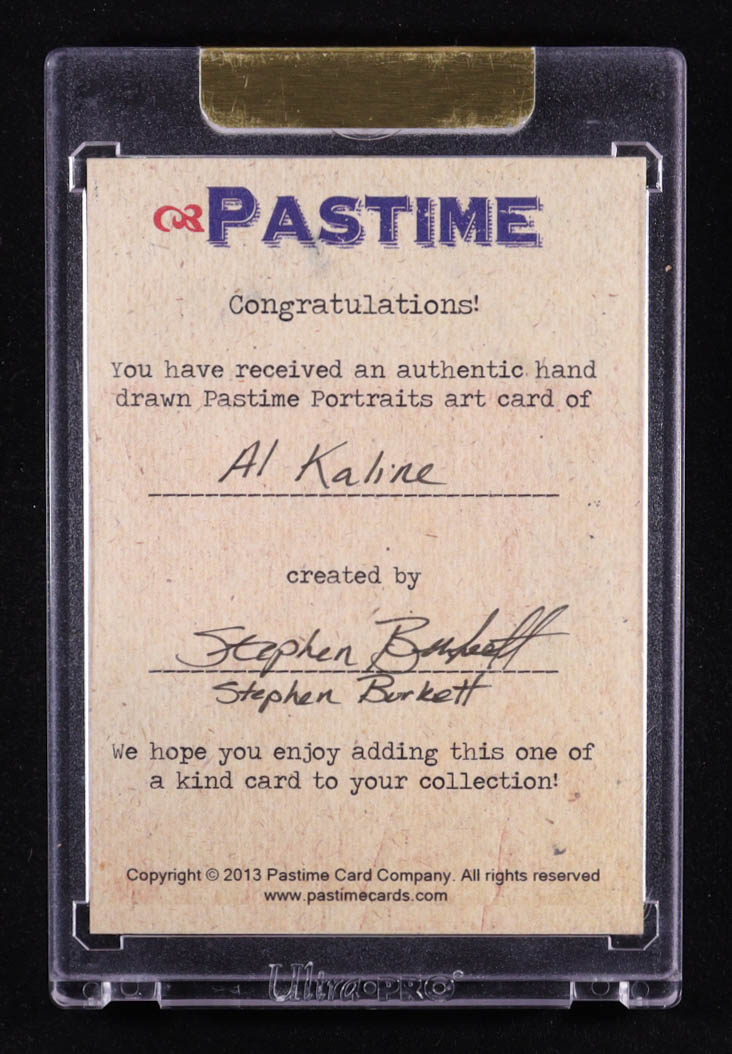 PASTIME
Congratulations!
You have received an authentic hand
drawn Pastime Portraits art card of
Al Kaline
created by
Stephen Burkett
Stephen Burkett
We hope you enjoy adding this one of
a kind card to your collection!
Copyright © 2013 Pastime Card Company. All rights reserved
www.pastimecards.com
Ultra•PRO®